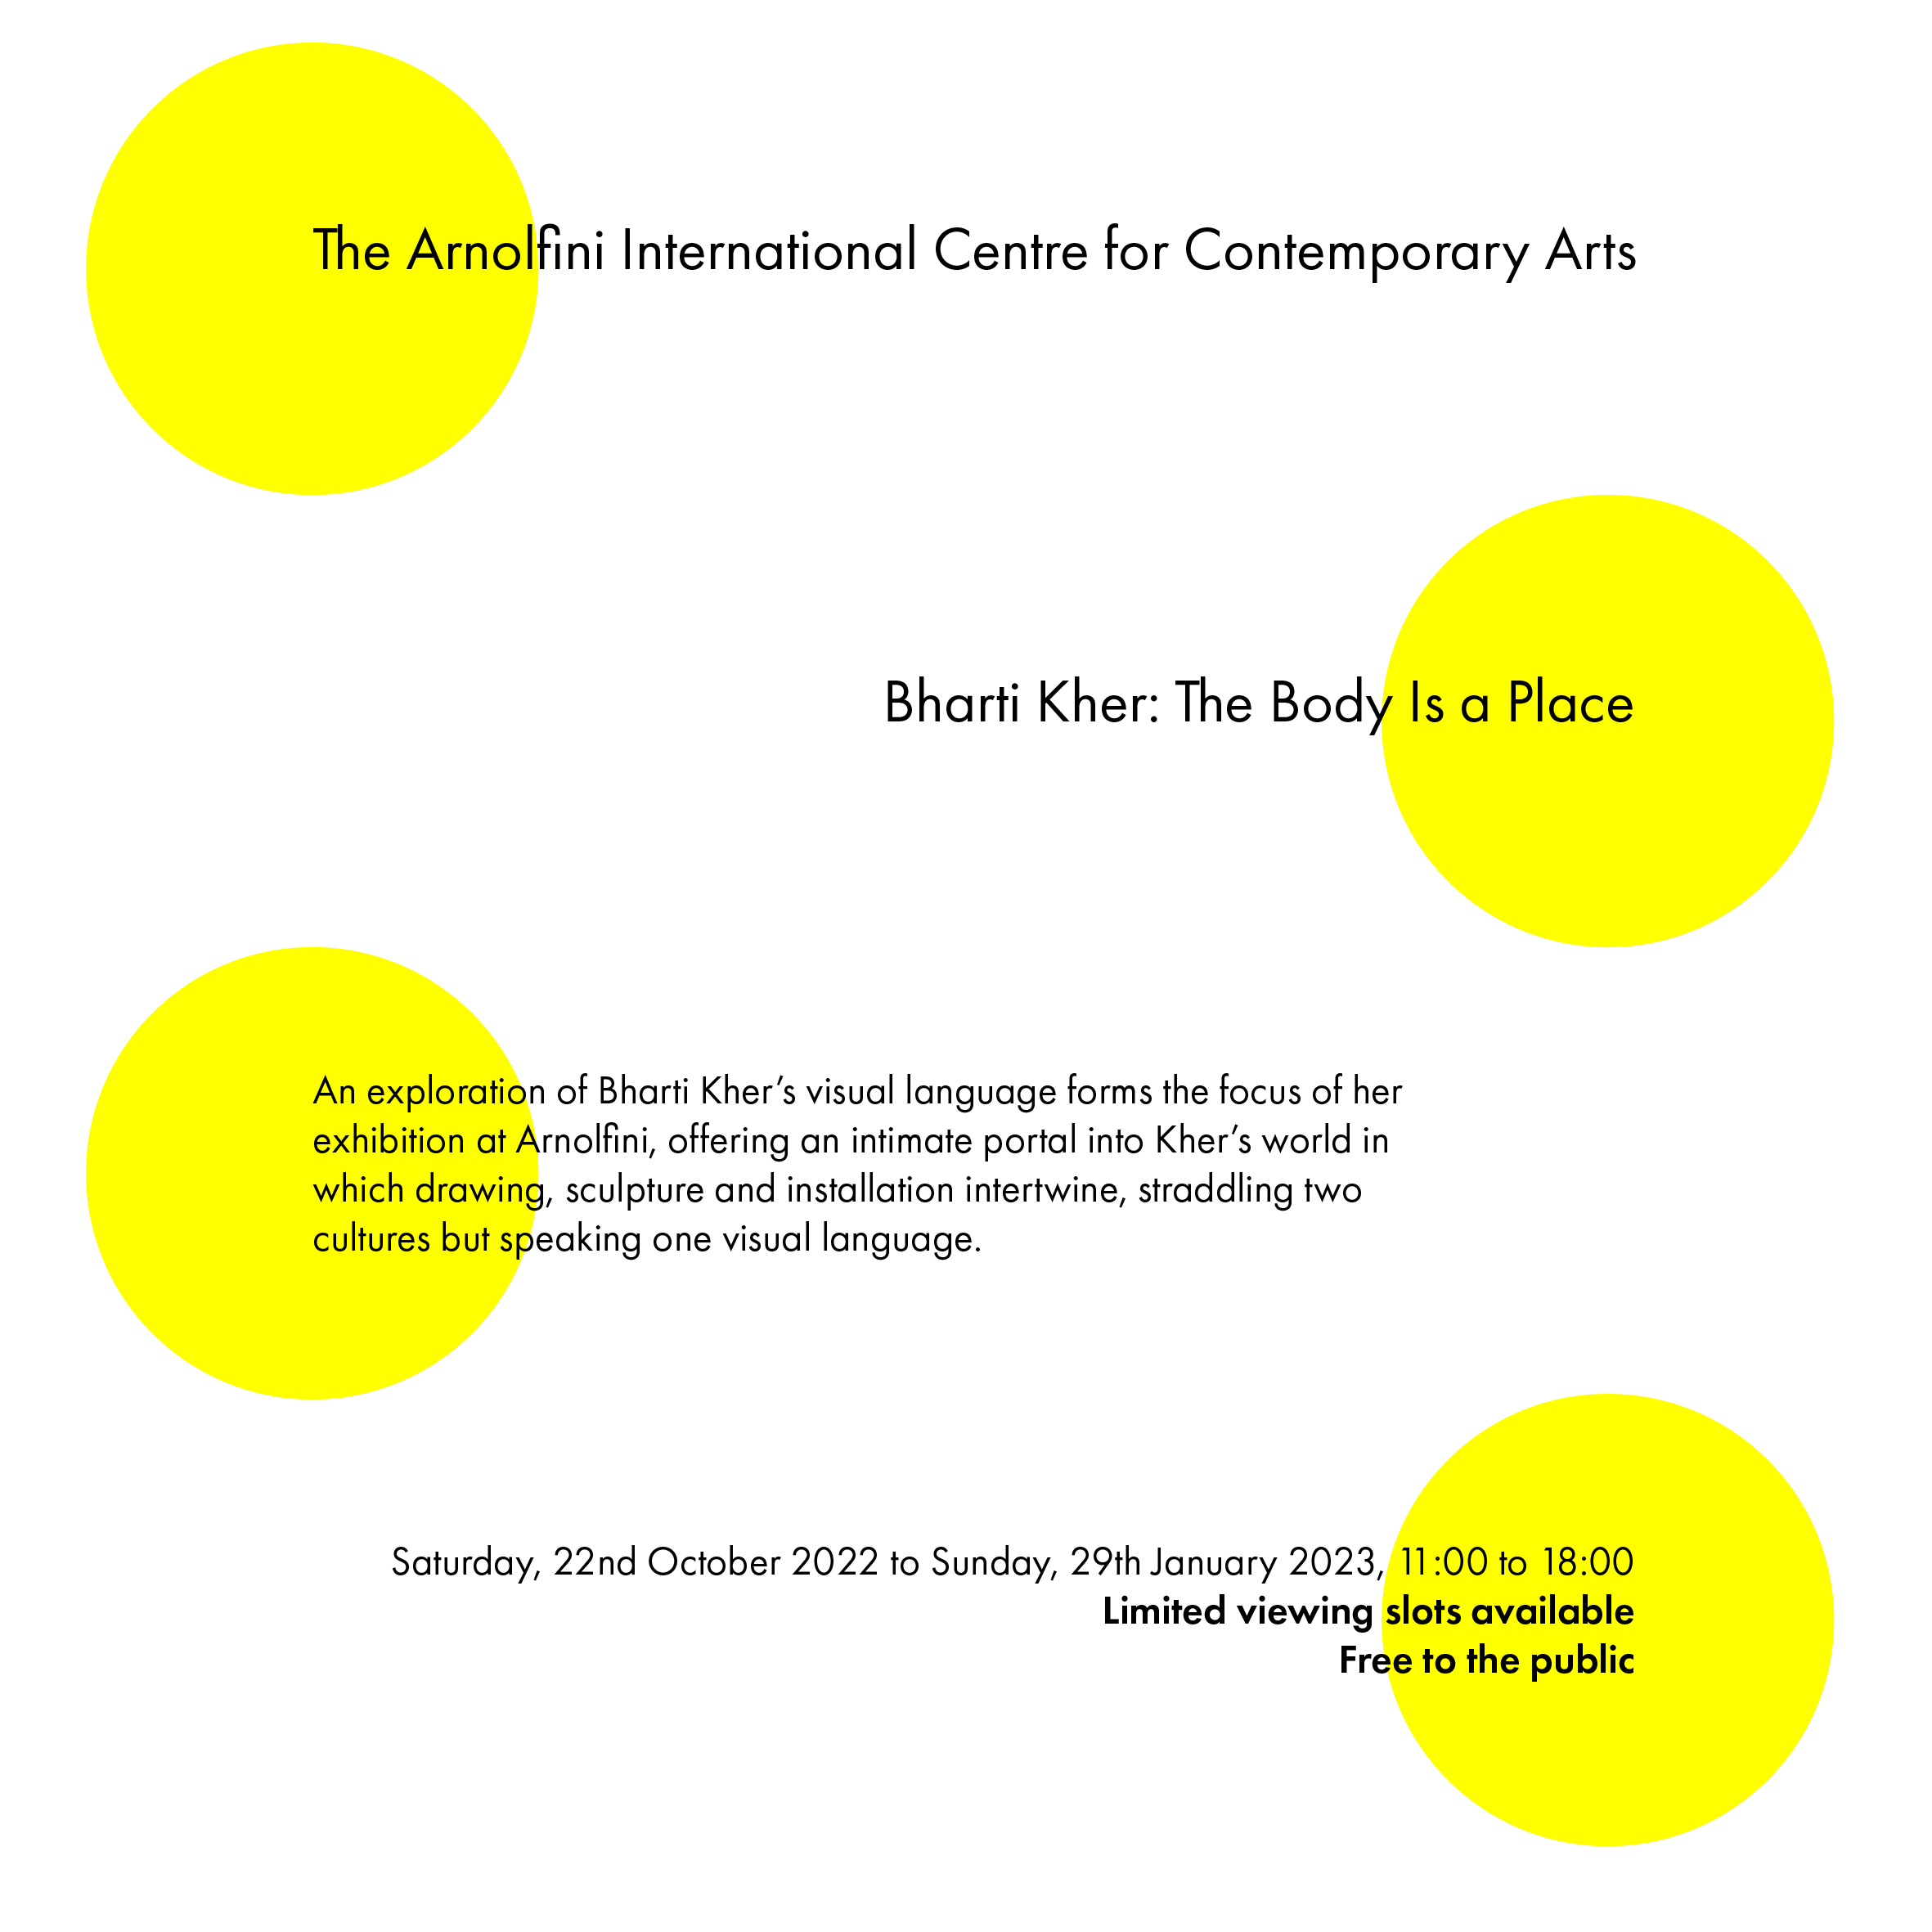 The Arnolfini International Centre for Contemporary Arts
Bharti Kher: The Body Is a Place
An exploration of Bharti Kher’s visual language forms the focus of her
exhibition at Arnolfini, offering an intimate portal into Kher’s world in
which drawing, sculpture and installation intertwine, straddling two
cultures but speaking one visual language.
Saturday, 22nd October 2022 to Sunday, 29th January 2023, 11:00 to 18:00
Limited viewing slots available
Free to the public